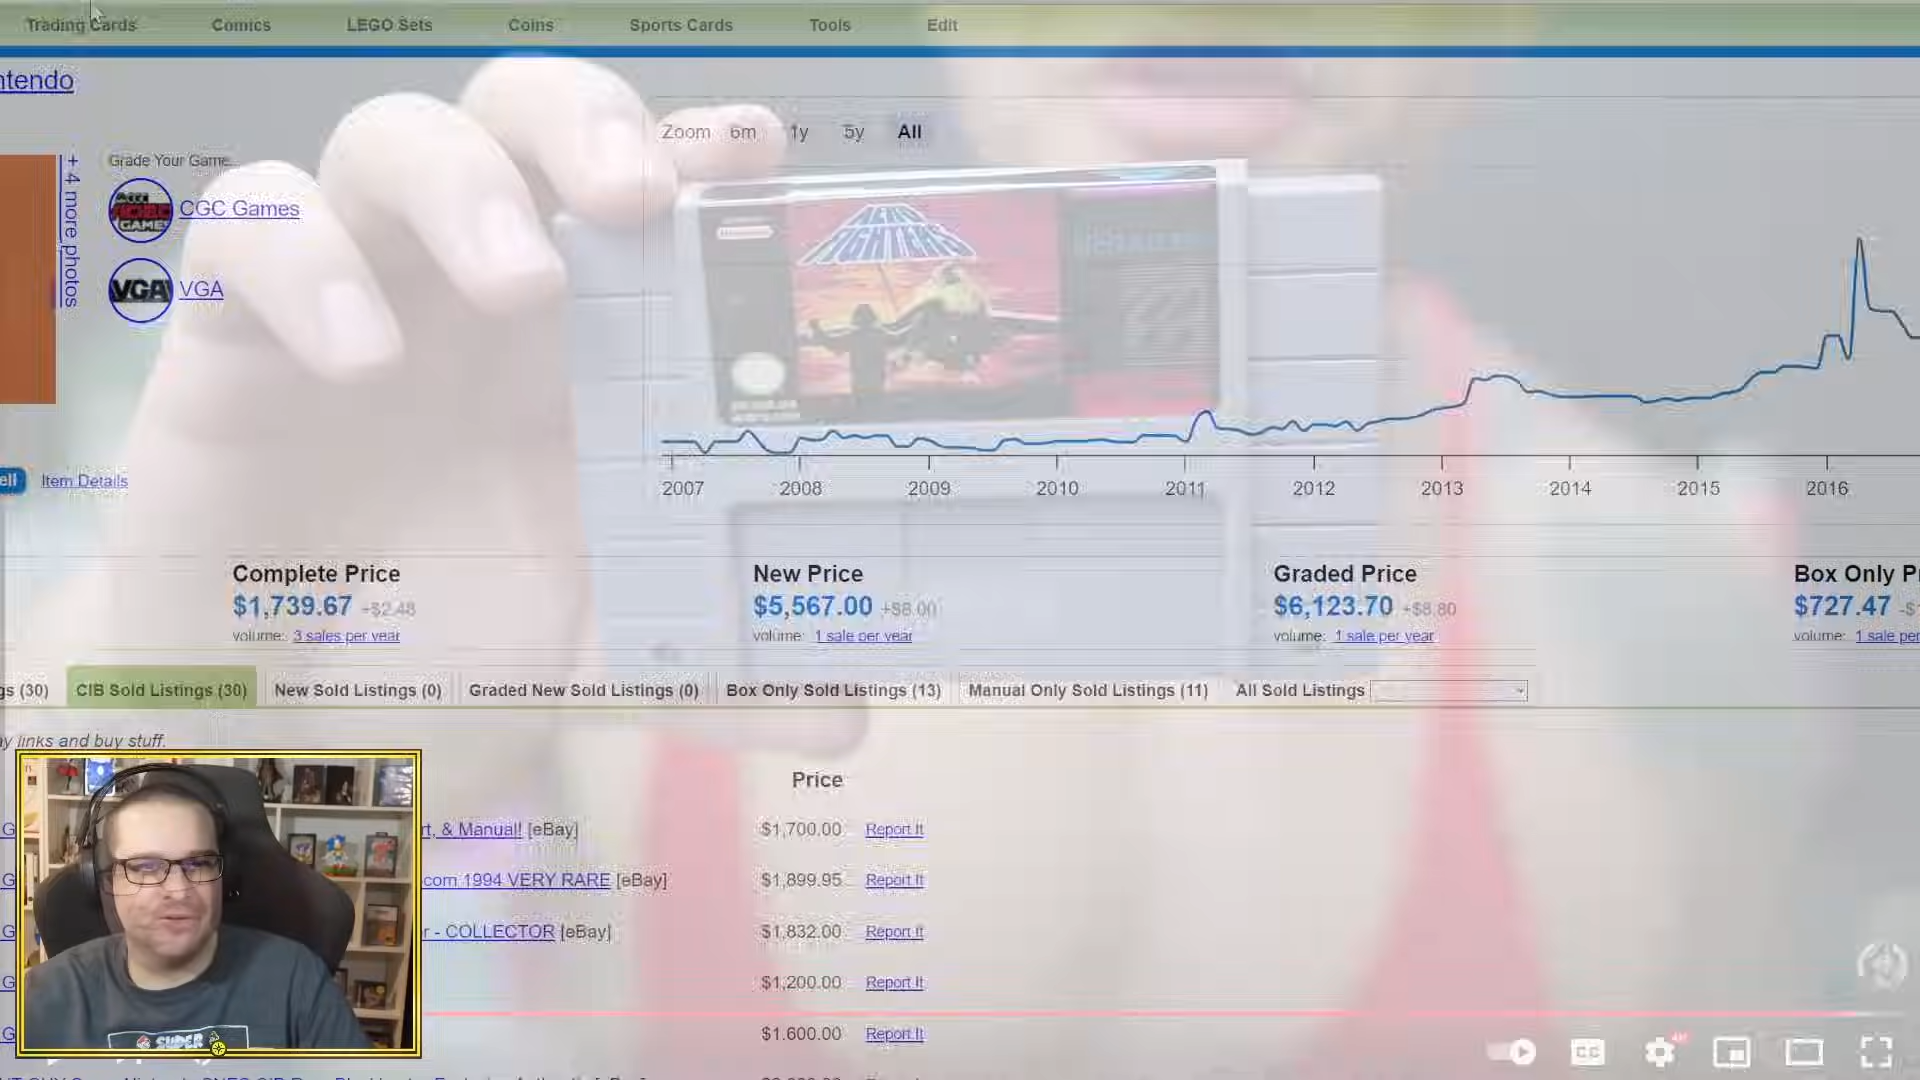 Trading Cards Comics LEGO Sets Coins Sports Cards Tools Edit
ntendo
Zoom 6m 1y 5y All
+ 4 more photos
Grade Your Game...
CGC Games
VGA VGA
AERO FIGHTERS
ell Item Details
2007 2008 2009 2010 2011 2012 2013 2014 2015 2016
Complete Price New Price Graded Price Box Only Pr
$1,739.67 +$2.48 $5,567.00 +$8.00 $6,123.70 +$8.80 $727.47
volume: 3 sales per year volume: 1 sale per year volume: 1 sale per year volume: 1 sale per
gs (30) CIB Sold Listings (30) New Sold Listings (0) Graded New Sold Listings (0) Box Only Sold Listings (13) Manual Only Sold Listings (11) All Sold Listings
y links and buy stuff.
Price
rt, & Manual! [eBay] $1,700.00 Report It
com 1994 VERY RARE [eBay] $1,899.95 Report It
r - COLLECTOR [eBay] $1,832.00 Report It
$1,200.00 Report It
$1,600.00 Report It
SUPER
CC